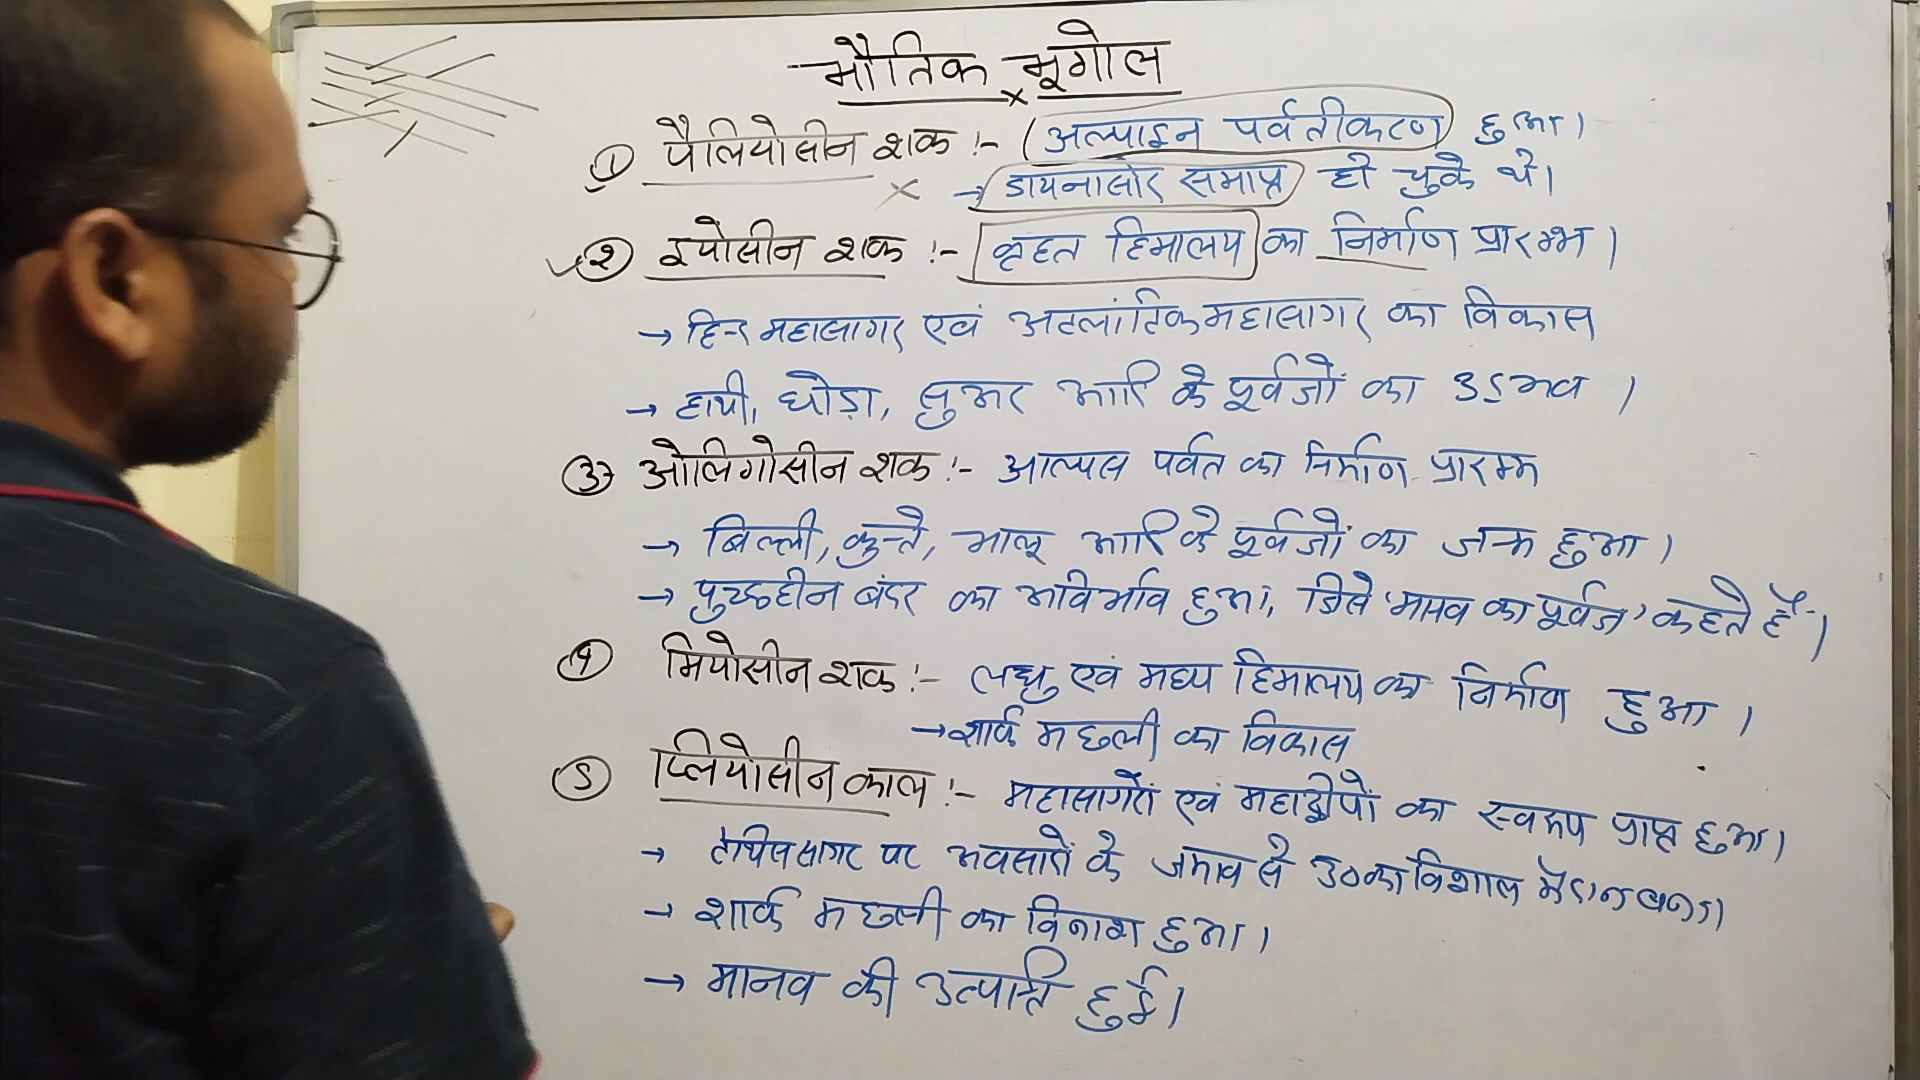 भौतिक भूगोल
① पैलियोसीन शक :- (अल्पाइन पर्वतीकरण) हुआ।
→ डायनासोर समाप्त हो चुके थे।
② इयोसीन शक :- वृहत हिमालय का निर्माण प्रारम्भ।
→ हिन्द महासागर एवं अटलांटिक महासागर का विकास
→ हाथी, घोड़ा, सुअर आदि के पूर्वजों का उद्भव।
③ ओलिगोसीन शक :- आल्पस पर्वत का निर्माण प्रारम्भ
→ बिल्ली, कुत्ते, भालू आदि के पूर्वजों का जन्म हुआ।
→ पुच्छहीन बंदर का आविर्भाव हुआ, जिसे 'मानव का पूर्वज' कहते हैं।
④ मियोसीन शक :- लघु एवं मध्य हिमालय का निर्माण हुआ।
→ शार्क मछली का विकास
⑤ प्लियोसीन काल :- महासागरों एवं महाद्वीपों का स्वरूप प्राप्त हुआ।
→ टेथिस सागर पर अवसादों के जमाव से उ० का विशाल मैदान बना।
→ शार्क मछली का विनाश हुआ।
→ मानव की उत्पत्ति हुई।